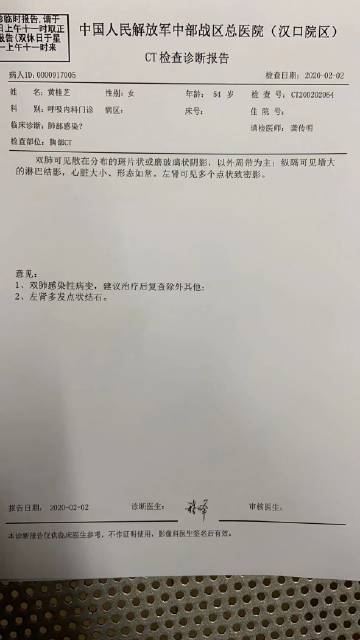 临时报告,请于
日上午十一时取正
报告(双休日于星
一上午十一时来
中国人民解放军中部战区总医院（汉口院区）
CT检查诊断报告
病人ID.0000917005 检查日期: 2020-02-02
姓 名: 黄桂芝 性别: 女 年龄: 54 岁 检 查 号: CT200202064
科 别: 呼吸内科门诊 病区: 床号: 住 院 号:
临床诊断: 肺部感染? 请检医师: 龚传明
检查部位: 胸部CT
双肺可见散在分布的斑片状或磨玻璃状阴影, 以外周带为主; 纵隔可见增大
的淋巴结影, 心脏大小、形态如常。左肾可见多个点状致密影。
意见:
1、双肺感染性病变, 建议治疗后复查除外其他;
2、左肾多发点状结石。
报告日期: 2020-02-02 诊断医生: 审核医生:
本诊断报告仅供临床医生参考, 不作证明使用, 影像科医生签名后有效。